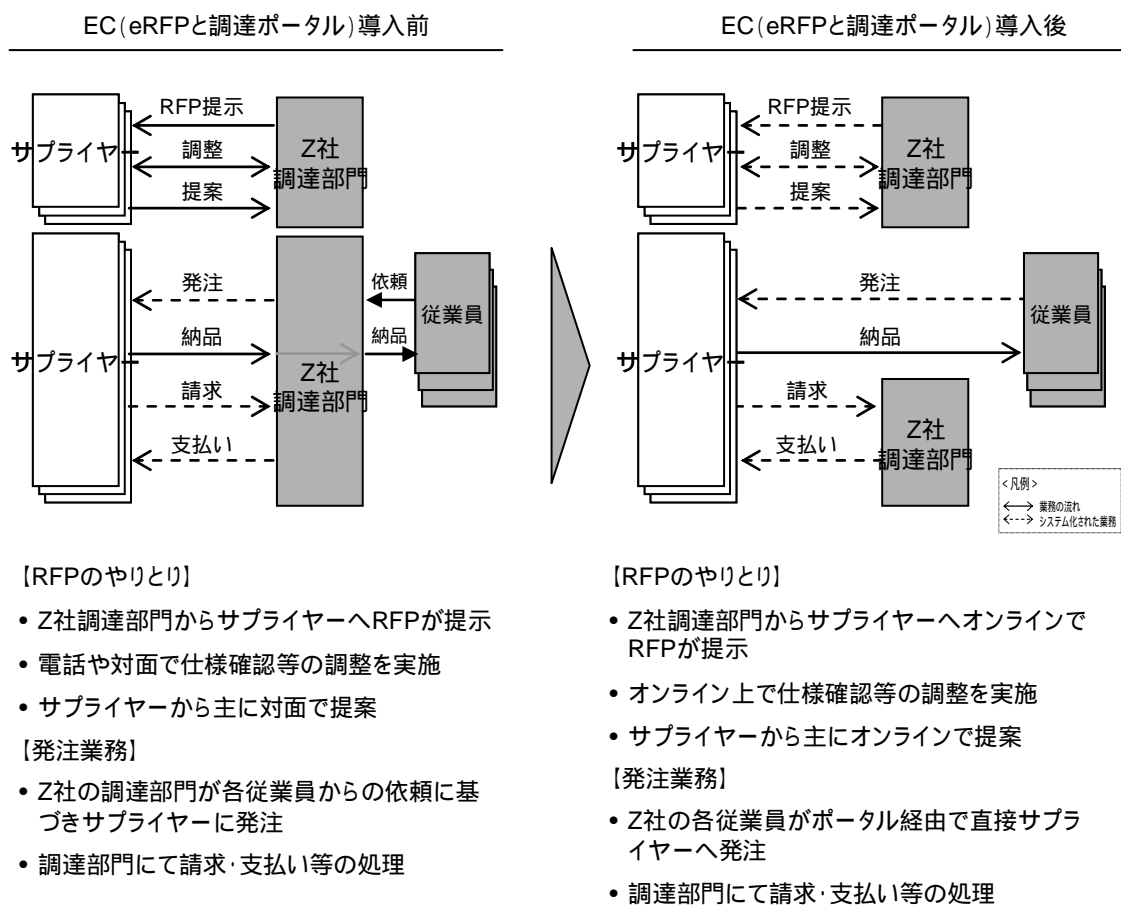 EC(eRFPと調達ポータル)導入前
RFP提示
サプライヤー
調整
提案
Z社
調達部門
発注
依頼
従業員
納品
納品
サプライヤー
Z社
調達部門
請求
支払い
【RFPのやりとり】
• Z社調達部門からサプライヤーへRFPが提示
• 電話や対面で仕様確認等の調整を実施
• サプライヤーから主に対面で提案
【発注業務】
• Z社の調達部門が各従業員からの依頼に基
づきサプライヤーに発注
• 調達部門にて請求・支払い等の処理
EC(eRFPと調達ポータル)導入後
RFP提示
サプライヤー
調整
提案
Z社
調達部門
発注
従業員
納品
サプライヤー
請求
支払い
Z社
調達部門
<凡例>
業務の流れ
システム化された業務
【RFPのやりとり】
• Z社調達部門からサプライヤーへオンラインで
RFPが提示
• オンライン上で仕様確認等の調整を実施
• サプライヤーから主にオンラインで提案
【発注業務】
• Z社の各従業員がポータル経由で直接サプラ
イヤーへ発注
• 調達部門にて請求・支払い等の処理